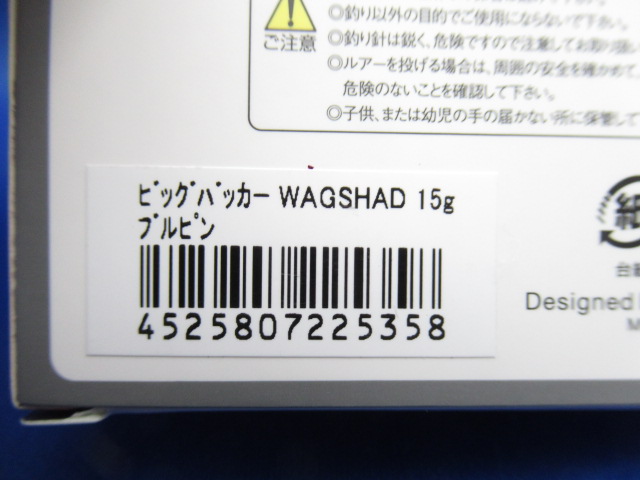 ◎釣り以外の目的でご使用にならないで下さい。
ご注意
◎釣り針は鋭く、危険ですので注意してお取り扱い
◎ルアーを投げる場合は、周囲の安全を確かめて、
危険のないことを確認して下さい。
◎子供、または幼児の手の届かない所に保管して
ﾋﾞｯｸﾞﾊﾞｯｶｰ WAGSHAD 15g
ﾌﾞﾙﾋﾟﾝ
4525807225358
紙
台紙
Designed